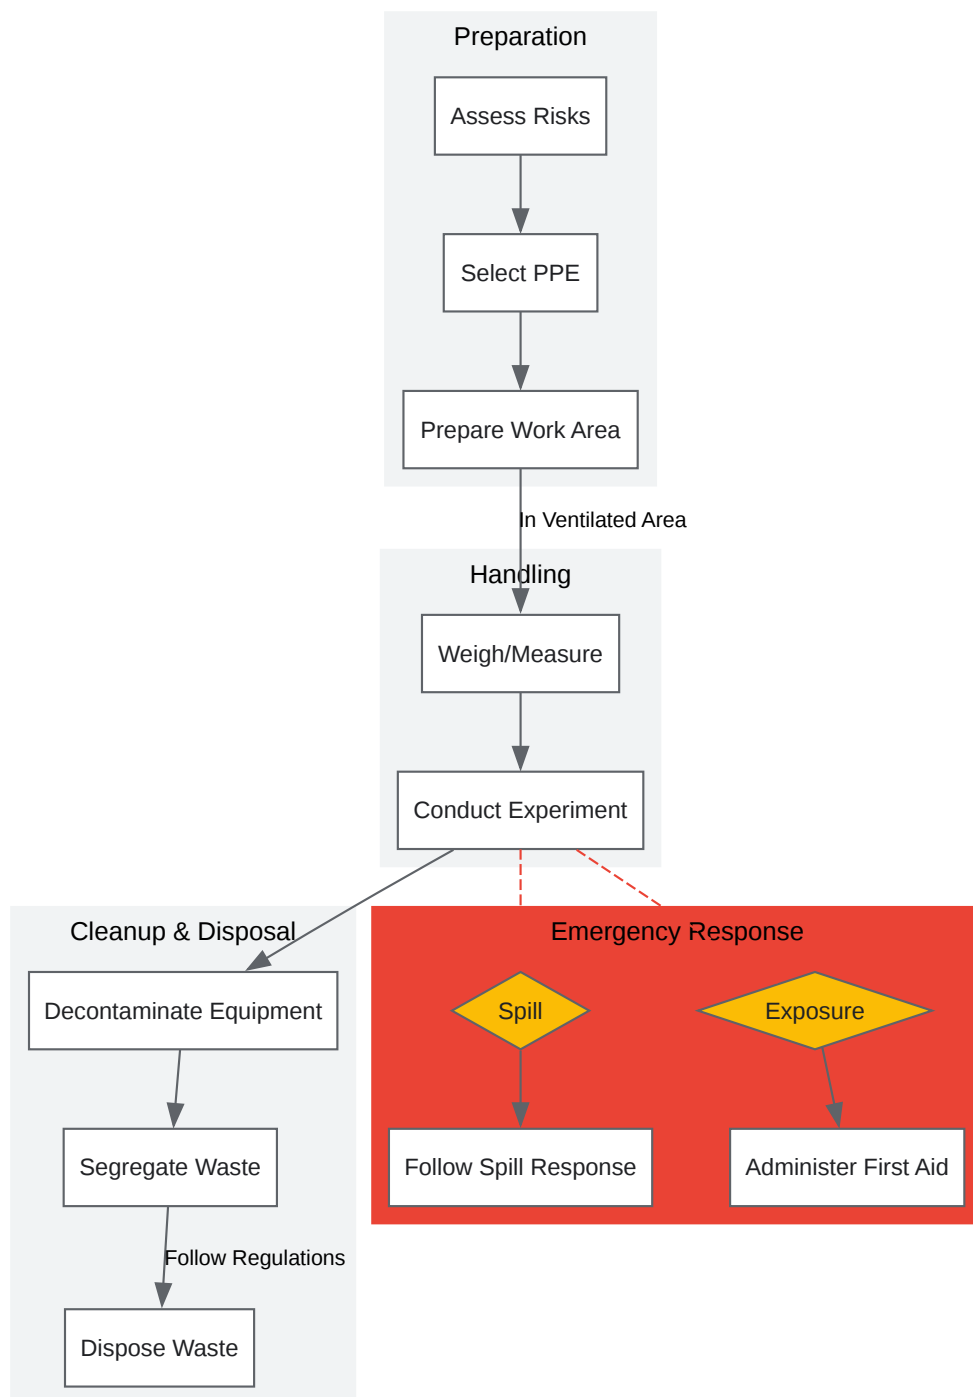 Preparation
Assess Risks
Select PPE
Prepare Work Area
In Ventilated Area
Handling
Weigh/Measure
Conduct Experiment
Cleanup & Disposal
Decontaminate Equipment
Segregate Waste
Follow Regulations
Dispose Waste
Emergency Response
Spill
Exposure
Follow Spill Response
Administer First Aid